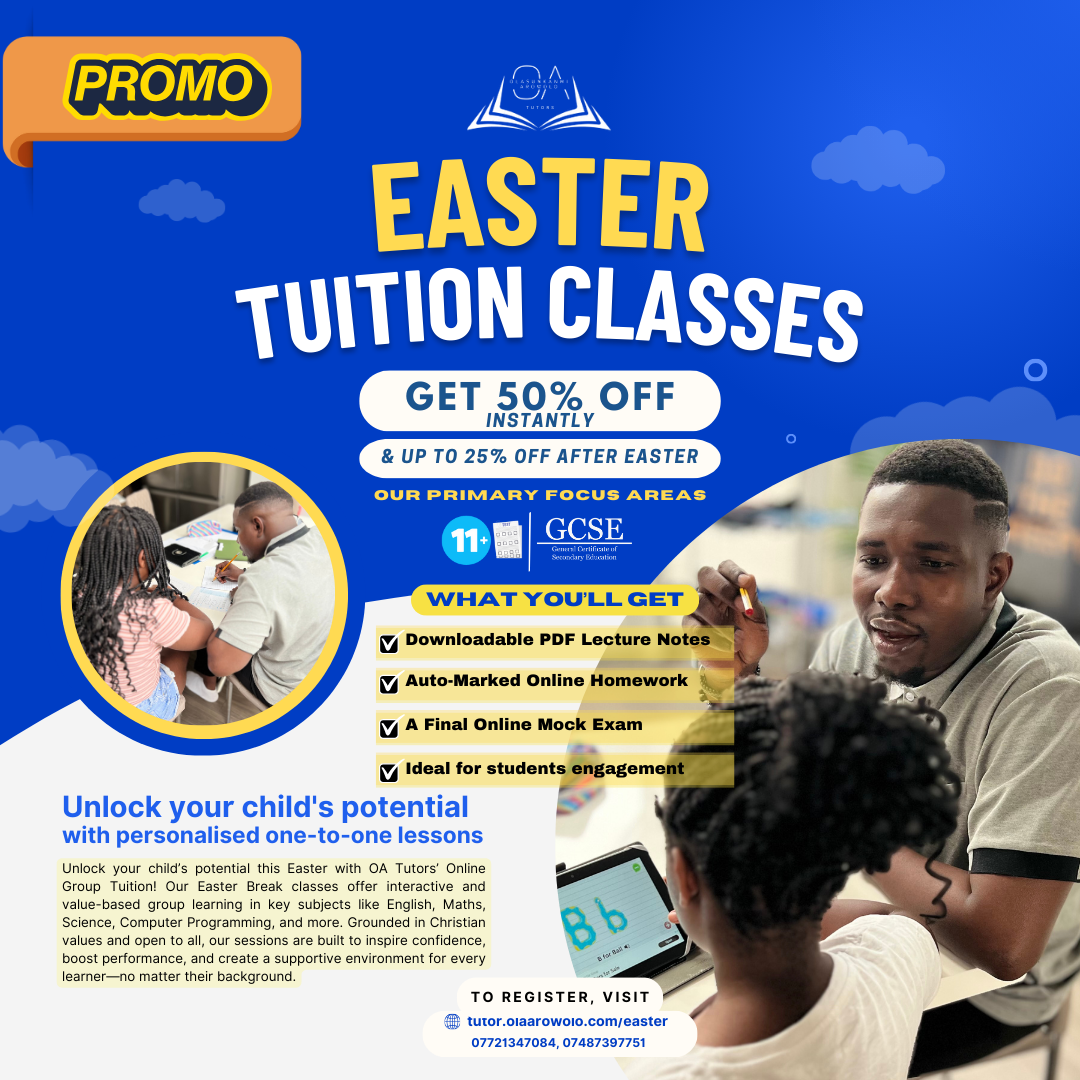 PROMO
OA
OLASUNKANMI
AROWOLO
TUTORS
EASTER
TUITION CLASSES
GET 50% OFF
INSTANTLY
& UP TO 25% OFF AFTER EASTER
OUR PRIMARY FOCUS AREAS
11+
GCSE
General Certificate of
Secondary Education
WHAT YOU'LL GET
Downloadable PDF Lecture Notes
Auto-Marked Online Homework
A Final Online Mock Exam
Ideal for students engagement
Unlock your child's potential
with personalised one-to-one lessons
Unlock your child’s potential this Easter with OA Tutors’ Online
Group Tuition! Our Easter Break classes offer interactive and
value-based group learning in key subjects like English, Maths,
Science, Computer Programming, and more. Grounded in Christian
values and open to all, our sessions are built to inspire confidence,
boost performance, and create a supportive environment for every
learner—no matter their background.
Bb
B for Ball
TO REGISTER, VISIT
tutor.olaarowolo.com/easter
07721347084, 07487397751